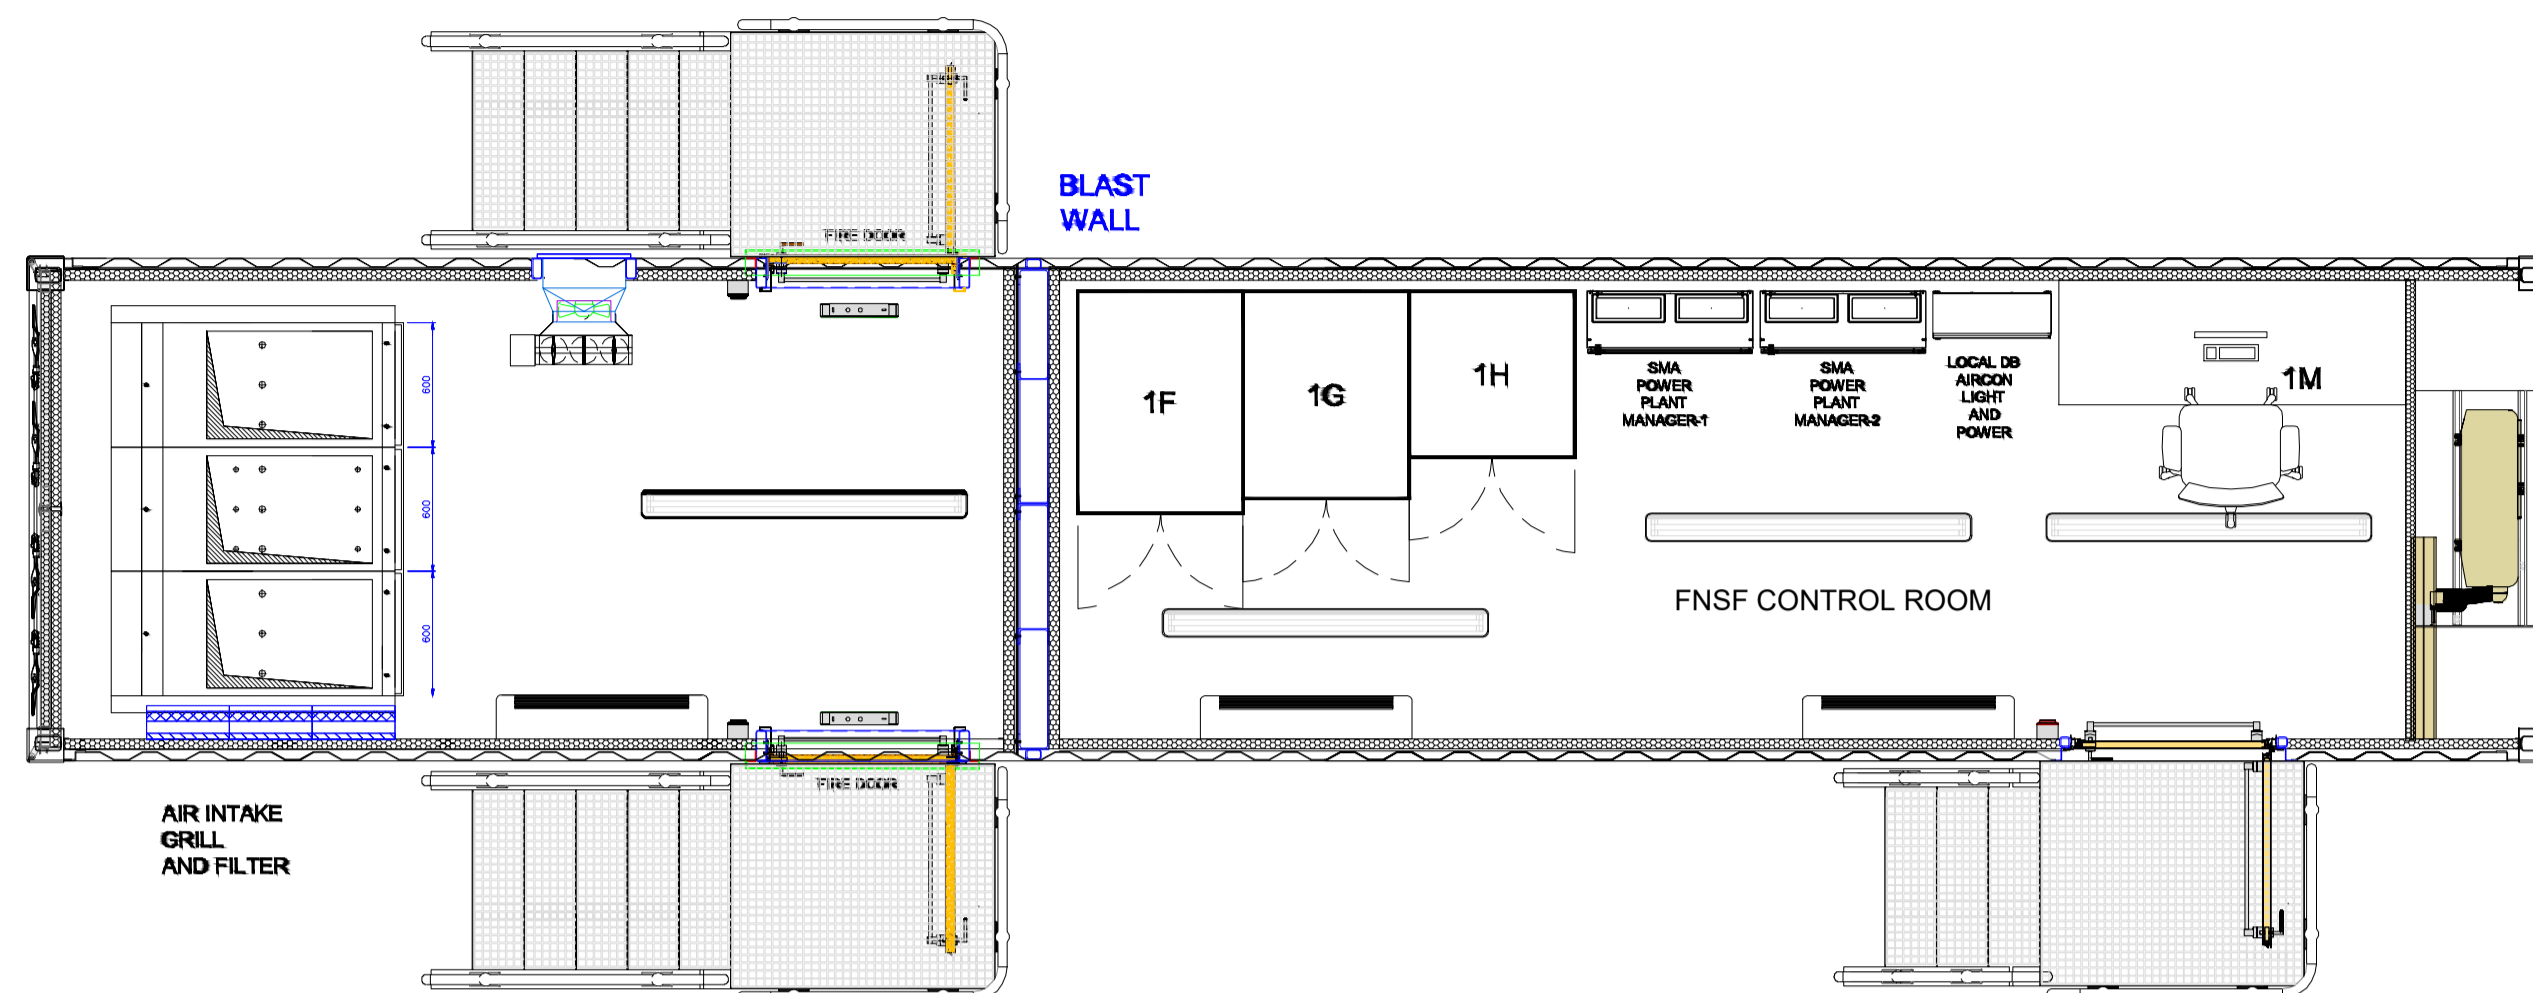 BLAST
WALL
FIRE DOOR
600
600
600
1F
1G
1H
SMA
POWER
PLANT
MANAGER-1
SMA
POWER
PLANT
MANAGER-2
LOCAL DB
AIRCON
LIGHT
AND
POWER
1M
FNSF CONTROL ROOM
FIRE DOOR
AIR INTAKE
GRILL
AND FILTER